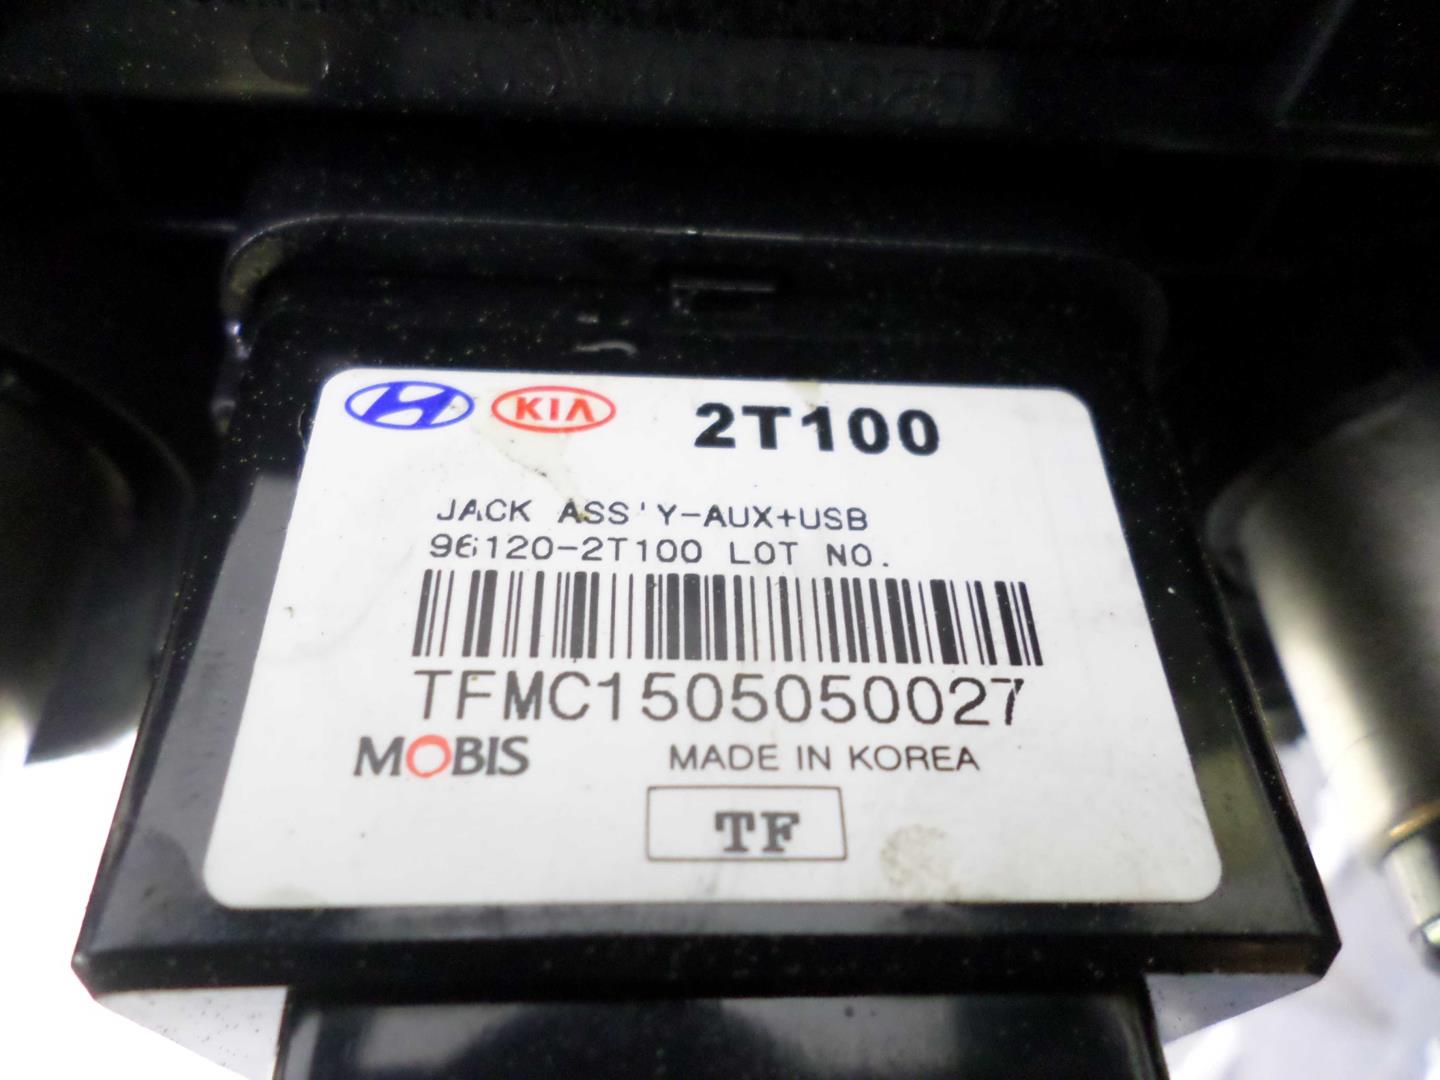 KIA 2T100
JACK ASS'Y-AUX+USB
96120-2T100 LOT NO.
TFMC1505050027
MOBIS MADE IN KOREA
TF